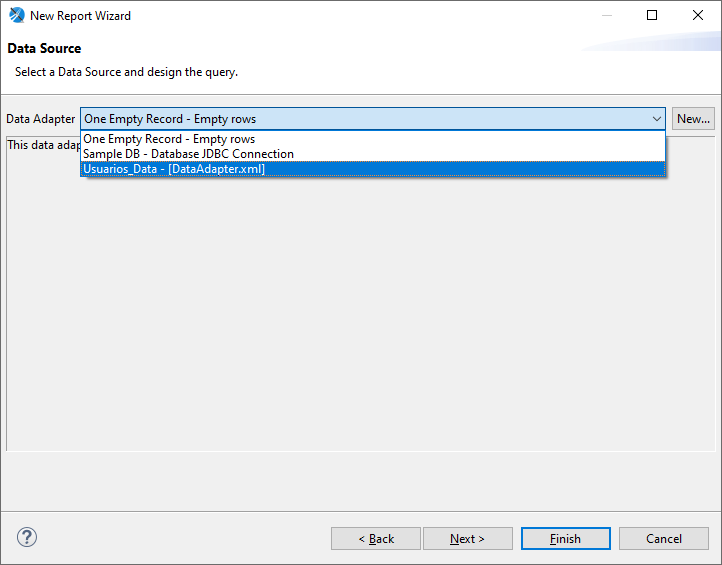 New Report Wizard
Data Source
Select a Data Source and design the query.
Data Adapter One Empty Record - Empty rows New...
One Empty Record - Empty rows
This data adap
Sample DB - Database JDBC Connection
Usuarios_Data - [DataAdapter.xml]
? < Back Next > Finish Cancel